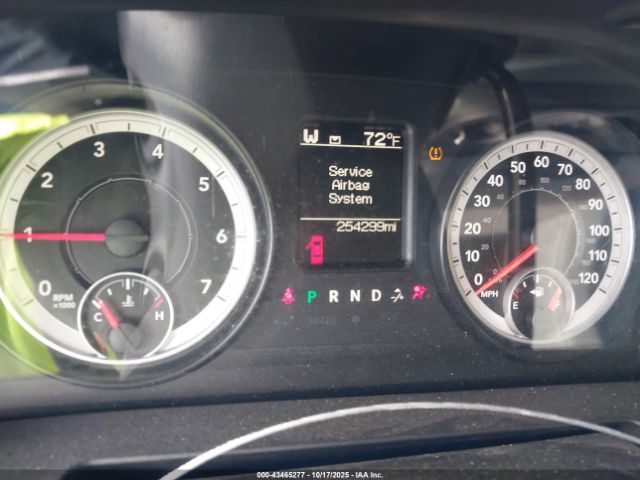 0 1 2 3 4 5 6 7
RPM
x1000
C H
W 72°F
Service
Airbag
System
254299mi
P R N D
0 10 20 30 40 50 60 70 80 90 100 110 120
MPH
E
00-43465277 - 10/17/2025 - IAA Inc.